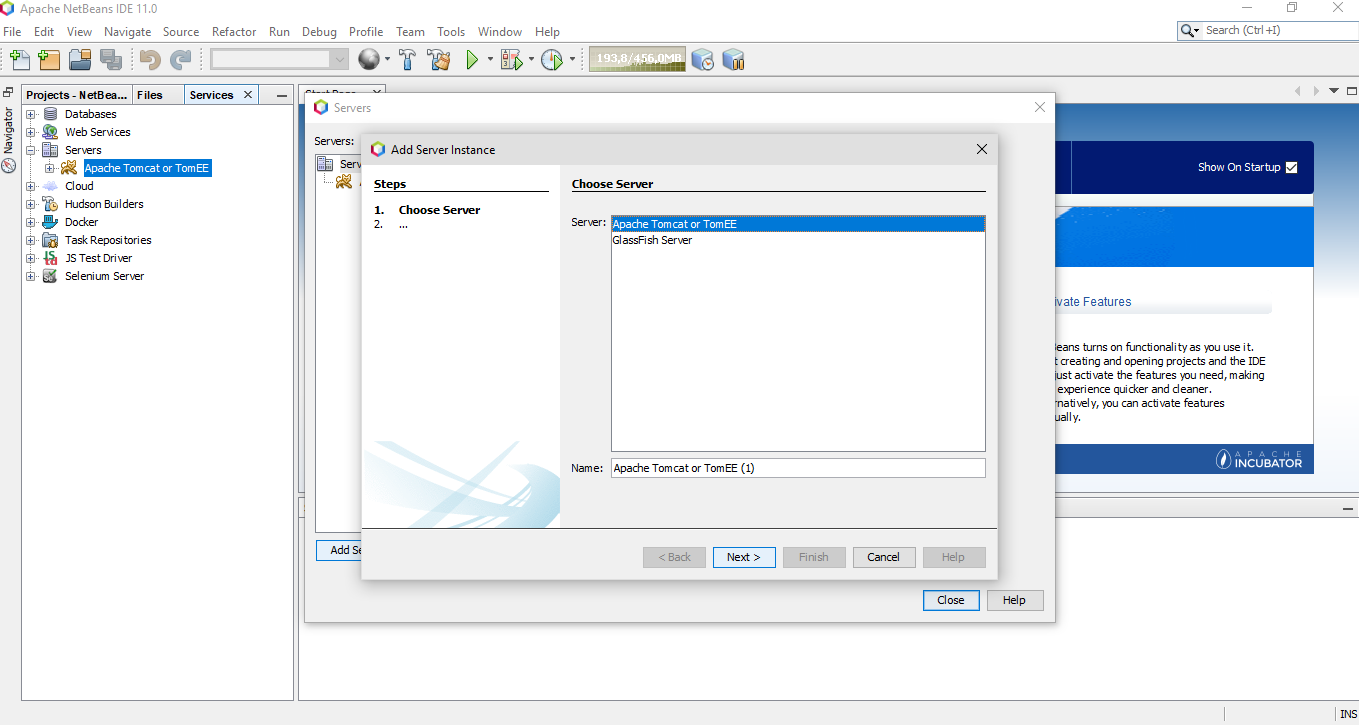 Apache NetBeans IDE 11.0
File Edit View Navigate Source Refactor Run Debug Profile Team Tools Window Help
Search (Ctrl+I)
193,8/456,0MB
Navigator
Projects - NetBea... Files Services
Databases
Web Services
Servers
Apache Tomcat or TomEE
Cloud
Hudson Builders
Docker
Task Repositories
JS Test Driver
Selenium Server
Servers
Servers:
Serv
Add Se
Add Server Instance
Steps
1. Choose Server
2. ...
Choose Server
Server: Apache Tomcat or TomEE
GlassFish Server
Name: Apache Tomcat or TomEE (1)
< Back Next > Finish Cancel Help
Close Help
Show On Startup
ivate Features
Beans turns on functionality as you use it.
t creating and opening projects and the IDE
just activate the features you need, making
experience quicker and cleaner.
rnatively, you can activate features
ually.
APACHE
INCUBATOR
INS